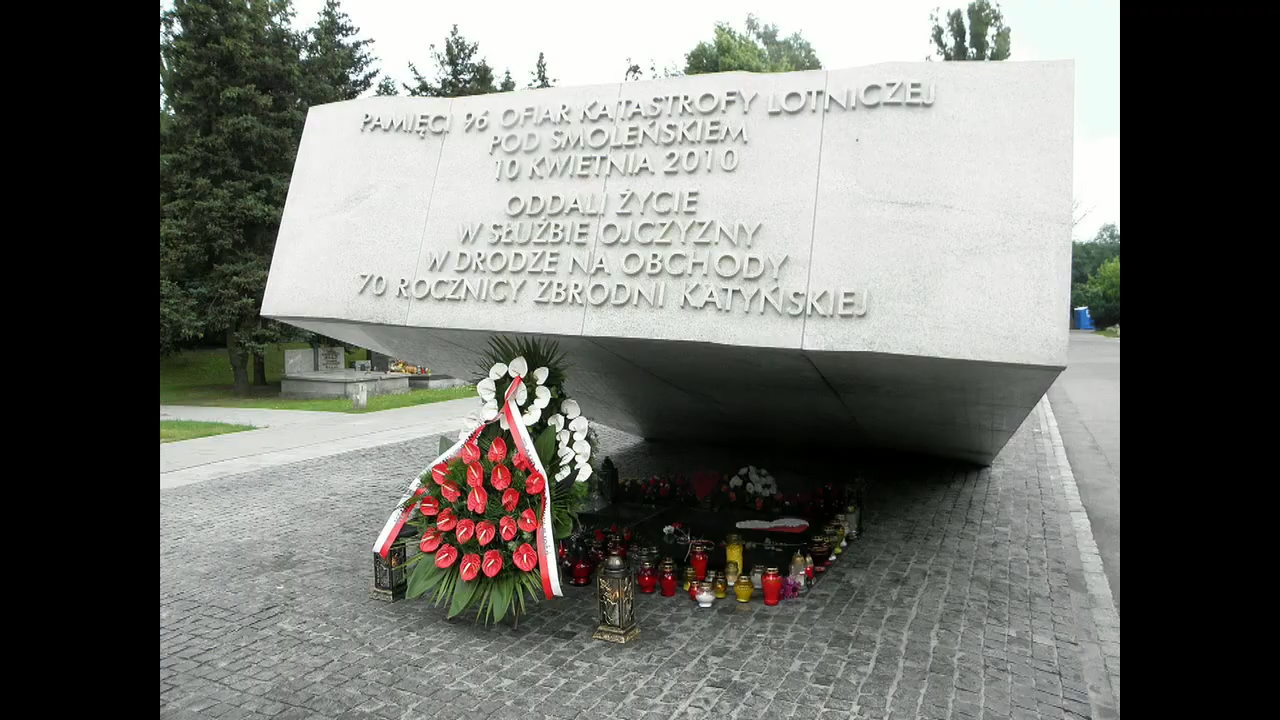 PAMIĘCI 96 OFIAR KATASTROFY LOTNICZEJ
POD SMOLEŃSKIEM
10 KWIETNIA 2010
ODDALI ŻYCIE
W SŁUŻBIE OJCZYZNY
W DRODZE NA OBCHODY
70 ROCZNICY ZBRODNI KATYŃSKIEJ